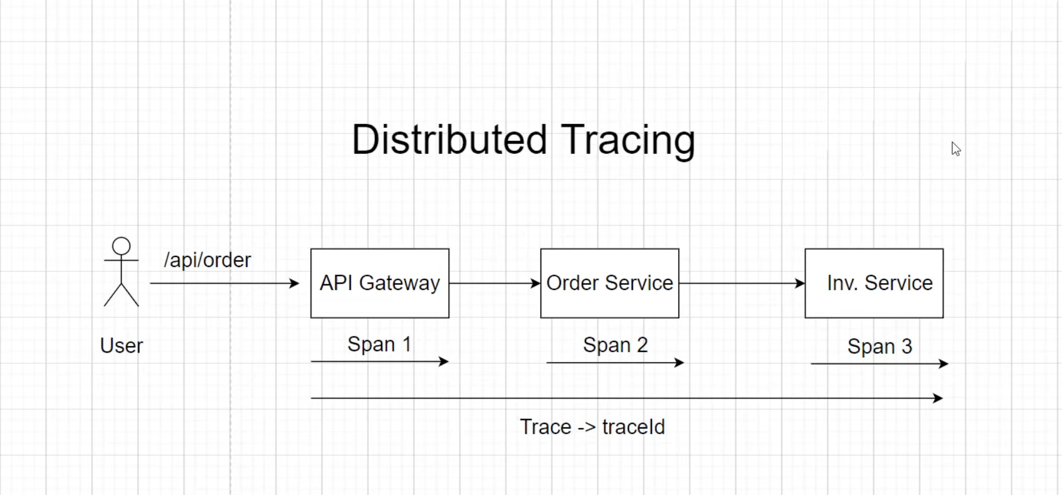 Distributed Tracing
/api/order
API Gateway
Order Service
Inv. Service
User
Span 1
Span 2
Span 3
Trace -> traceId